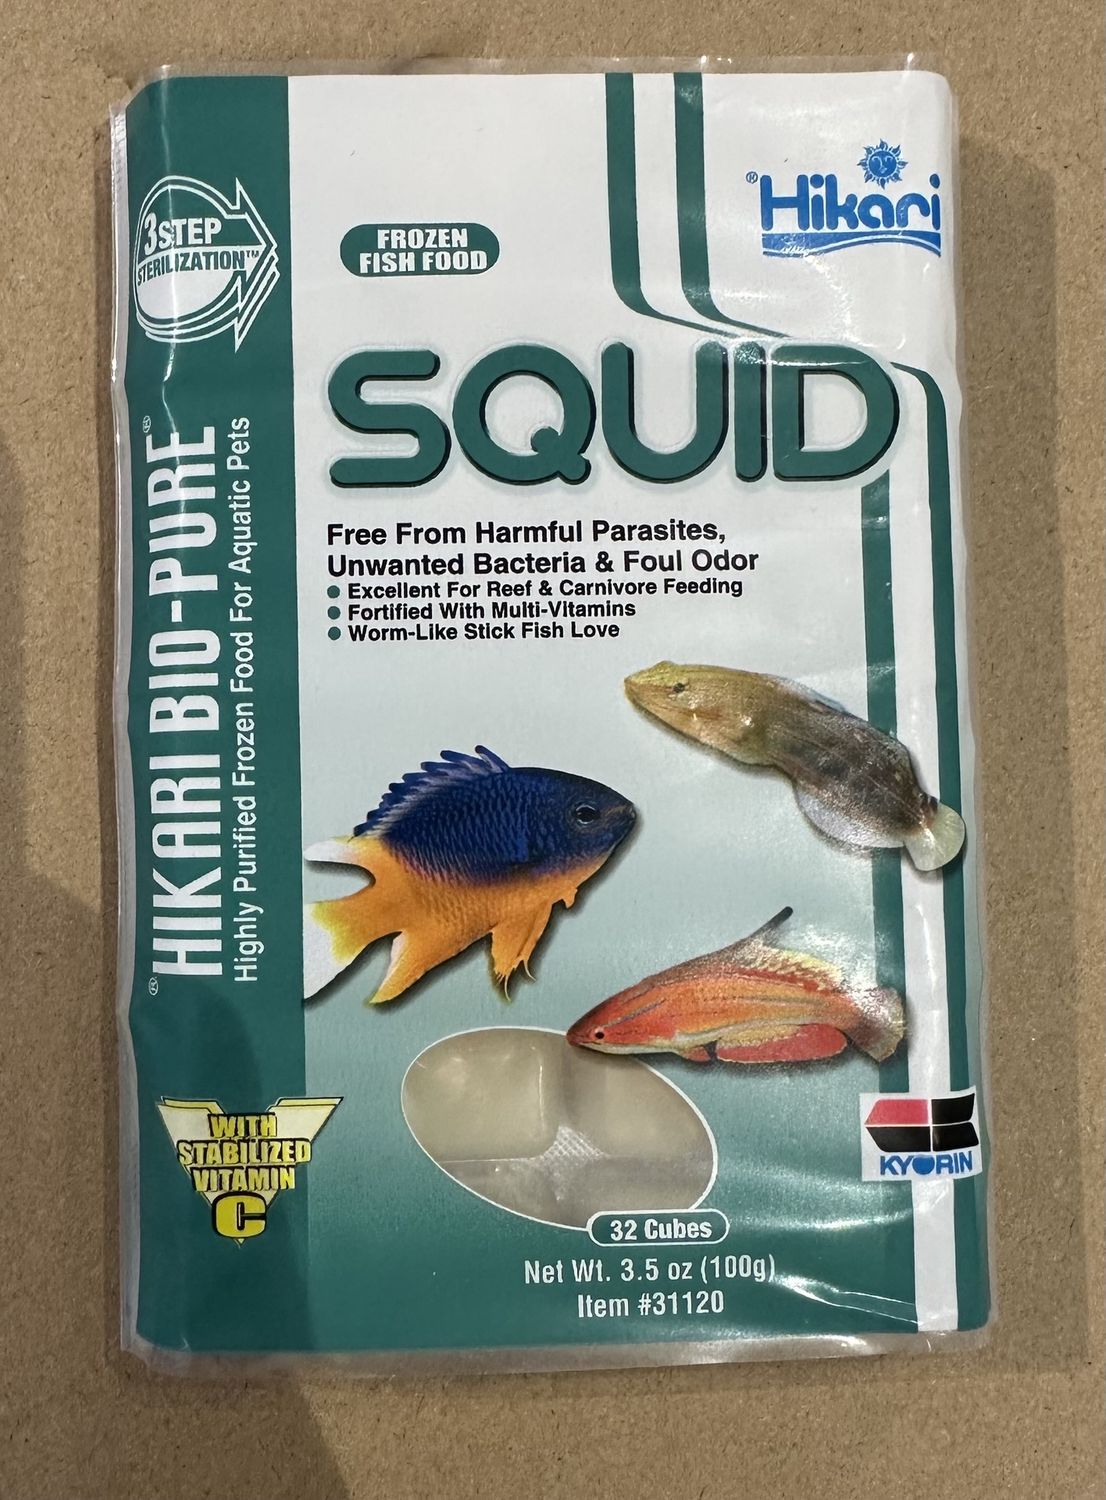 3STEP
STERILIZATION™
HIKARI BIO-PURE®
Highly Purified Frozen Food For Aquatic Pets
WITH
STABILIZED
VITAMIN
C
FROZEN
FISH FOOD
®Hikari
SQUID
Free From Harmful Parasites,
Unwanted Bacteria & Foul Odor
● Excellent For Reef & Carnivore Feeding
● Fortified With Multi-Vitamins
● Worm-Like Stick Fish Love
KYORIN
32 Cubes
Net Wt. 3.5 oz (100g)
Item #31120